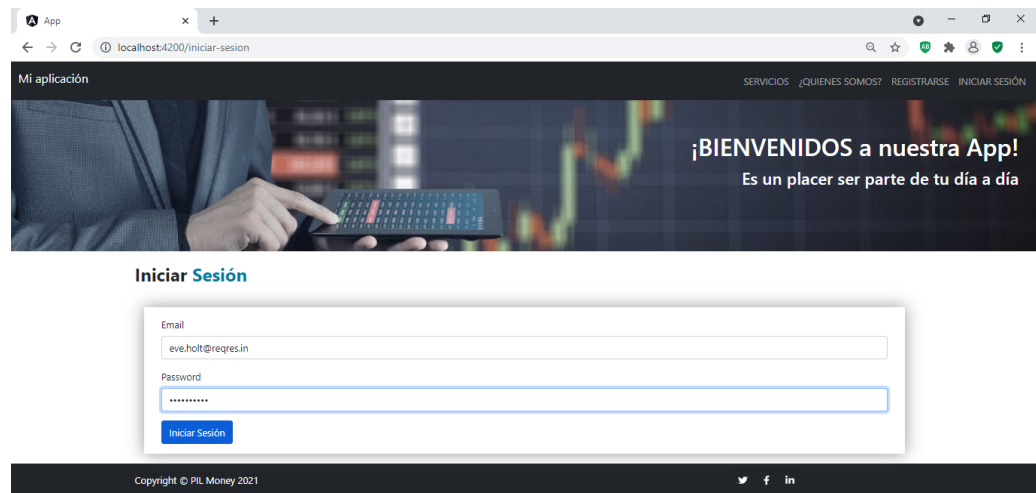 App
localhost:4200/iniciar-sesion
Mi aplicación
SERVICIOS ¿QUIENES SOMOS? REGISTRARSE INICIAR SESIÓN
¡BIENVENIDOS a nuestra App!
Es un placer ser parte de tu día a día
Iniciar Sesión
Email
eve.holt@reqres.in
Password
••••••••••
Iniciar Sesión
Copyright © PIL Money 2021